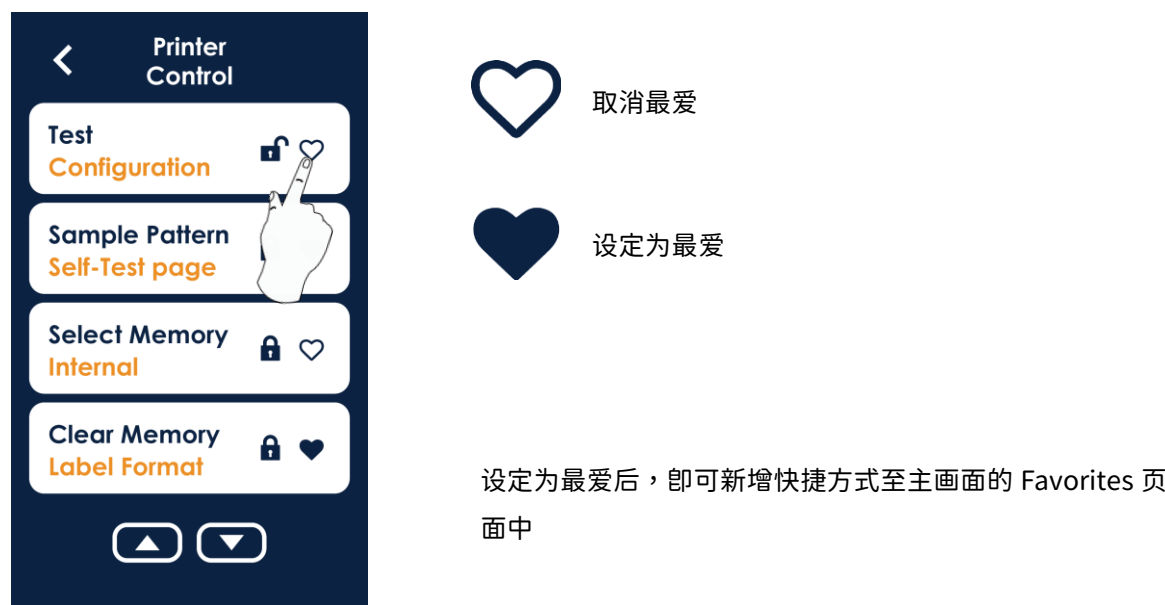 Printer
Control
Test
Configuration
Sample Pattern
Self-Test page
Select Memory
Internal
Clear Memory
Label Format
取消最爱
设定为最爱
设定为最爱后，即可新增快捷方式至主画面的 Favorites 页
面中